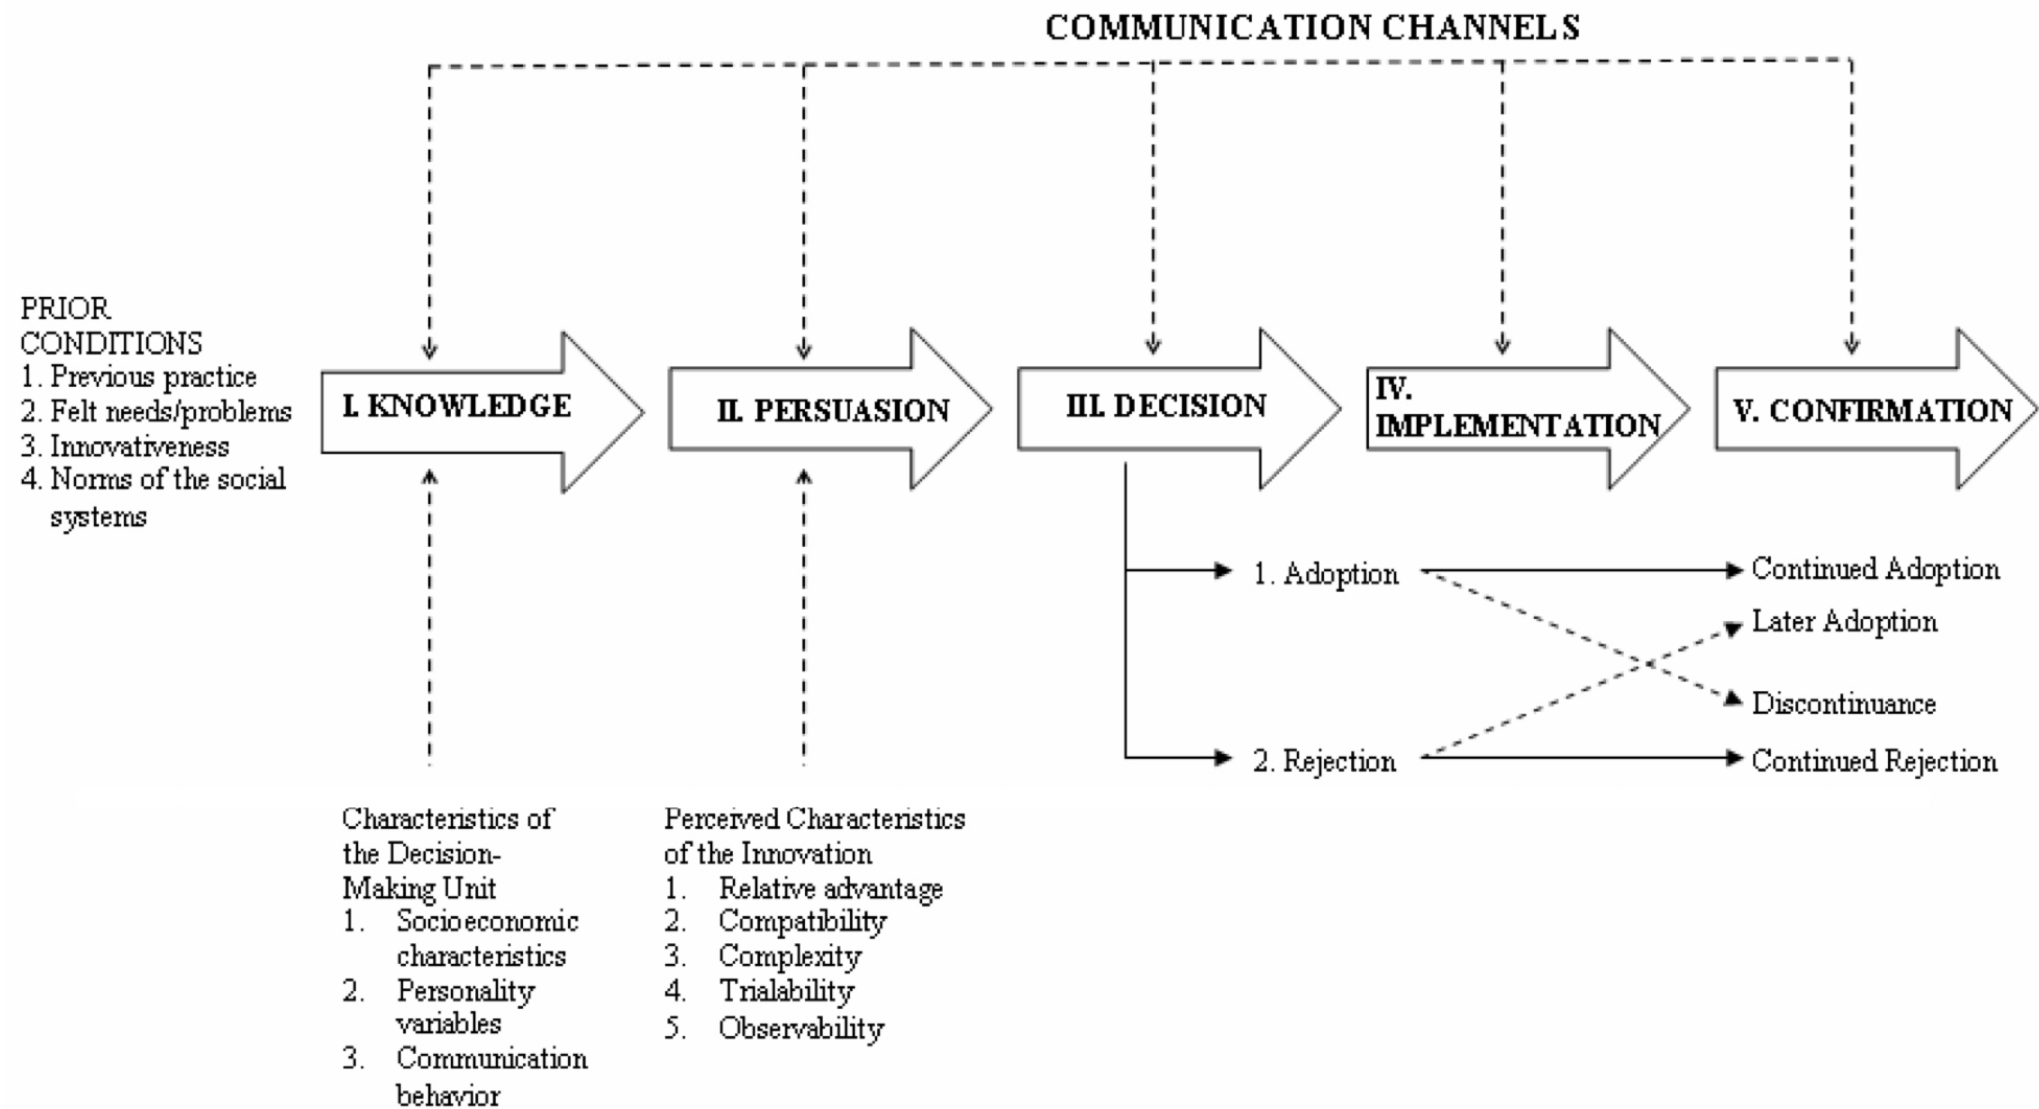 COMMUNICATION CHANNELS
PRIOR
CONDITIONS
1. Previous practice
2. Felt needs/problems
3. Innovativeness
4. Norms of the social
systems
I. KNOWLEDGE
II. PERSUASION
III. DECISION
IV.
IMPLEMENTATION
V. CONFIRMATION
1. Adoption
2. Rejection
Continued Adoption
Later Adoption
Discontinuance
Continued Rejection
Characteristics of
the Decision-
Making Unit
1. Socioeconomic
characteristics
2. Personality
variables
3. Communication
behavior
Perceived Characteristics
of the Innovation
1. Relative advantage
2. Compatibility
3. Complexity
4. Trialability
5. Observability